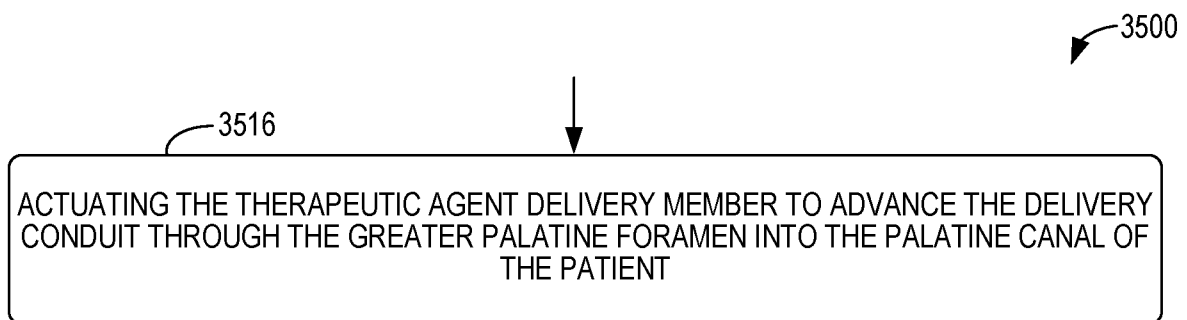 3500
3516
ACTUATING THE THERAPEUTIC AGENT DELIVERY MEMBER TO ADVANCE THE DELIVERY
CONDUIT THROUGH THE GREATER PALATINE FORAMEN INTO THE PALATINE CANAL OF
THE PATIENT